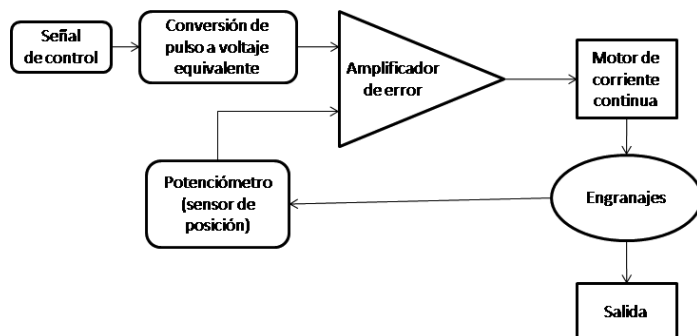 Señal
de control
Conversión de
pulso a voltaje
equivalente
Amplificador
de error
Motor de
corriente
continua
Potenciómetro
(sensor de
posición)
Engranajes
Salida